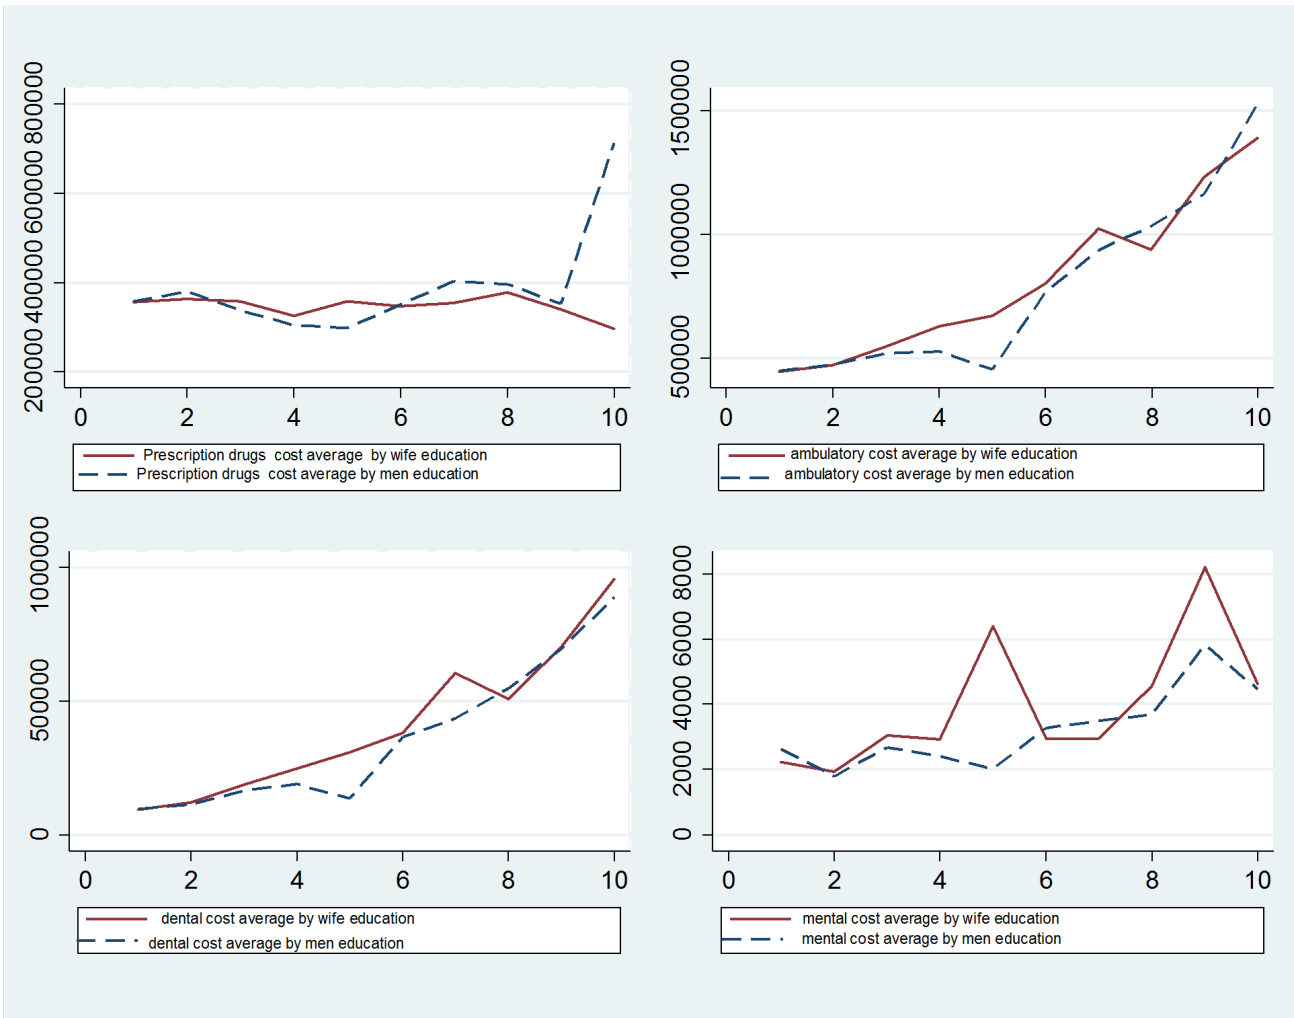 200000 400000 600000 800000
0 2 4 6 8 10
Prescription drugs cost average by wife education
Prescription drugs cost average by men education
500000 1000000 1500000
0 2 4 6 8 10
ambulatory cost average by wife education
ambulatory cost average by men education
0 500000 1000000
0 2 4 6 8 10
dental cost average by wife education
dental cost average by men education
0 2000 4000 6000 8000
0 2 4 6 8 10
mental cost average by wife education
mental cost average by men education